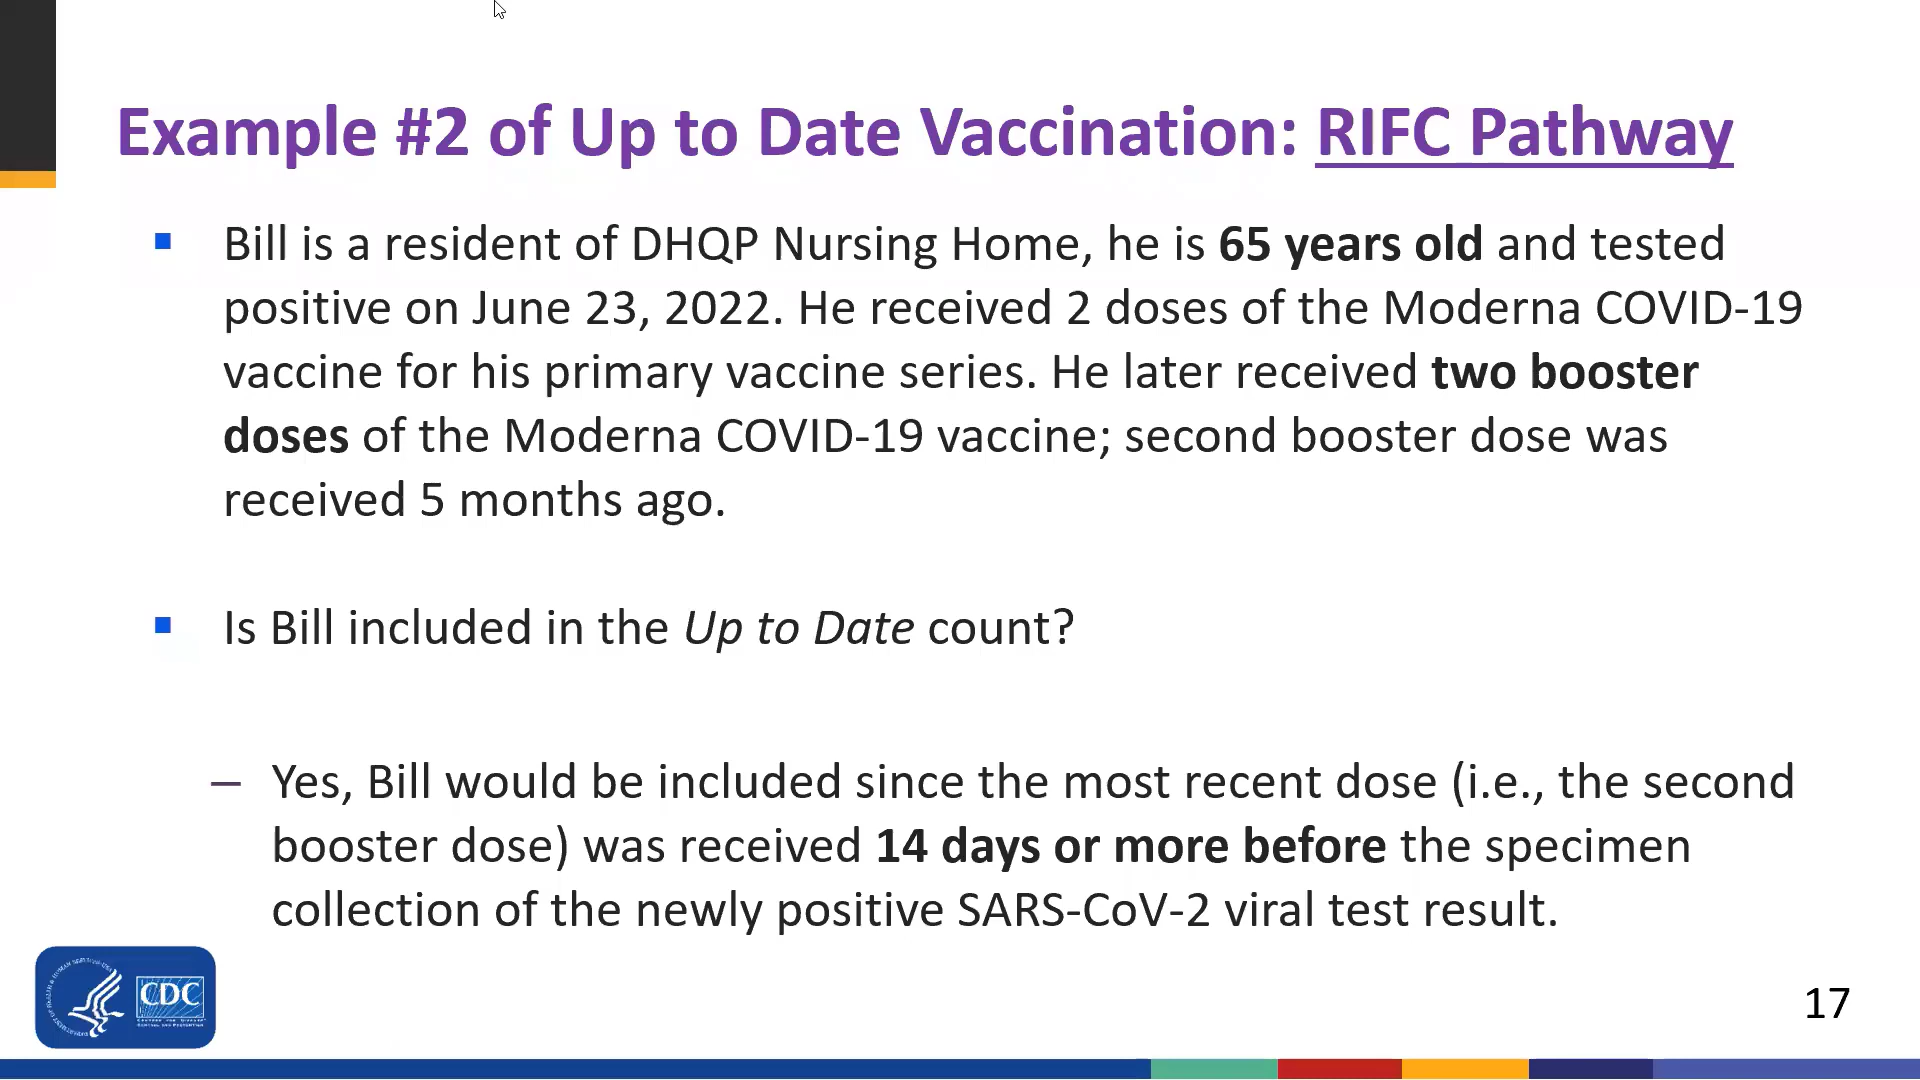 Example #2 of Up to Date Vaccination: RIFC Pathway
Bill is a resident of DHQP Nursing Home, he is 65 years old and tested
positive on June 23, 2022. He received 2 doses of the Moderna COVID-19
vaccine for his primary vaccine series. He later received two booster
doses of the Moderna COVID-19 vaccine; second booster dose was
received 5 months ago.
Is Bill included in the Up to Date count?
– Yes, Bill would be included since the most recent dose (i.e., the second
booster dose) was received 14 days or more before the specimen
collection of the newly positive SARS-CoV-2 viral test result.
CDC
17